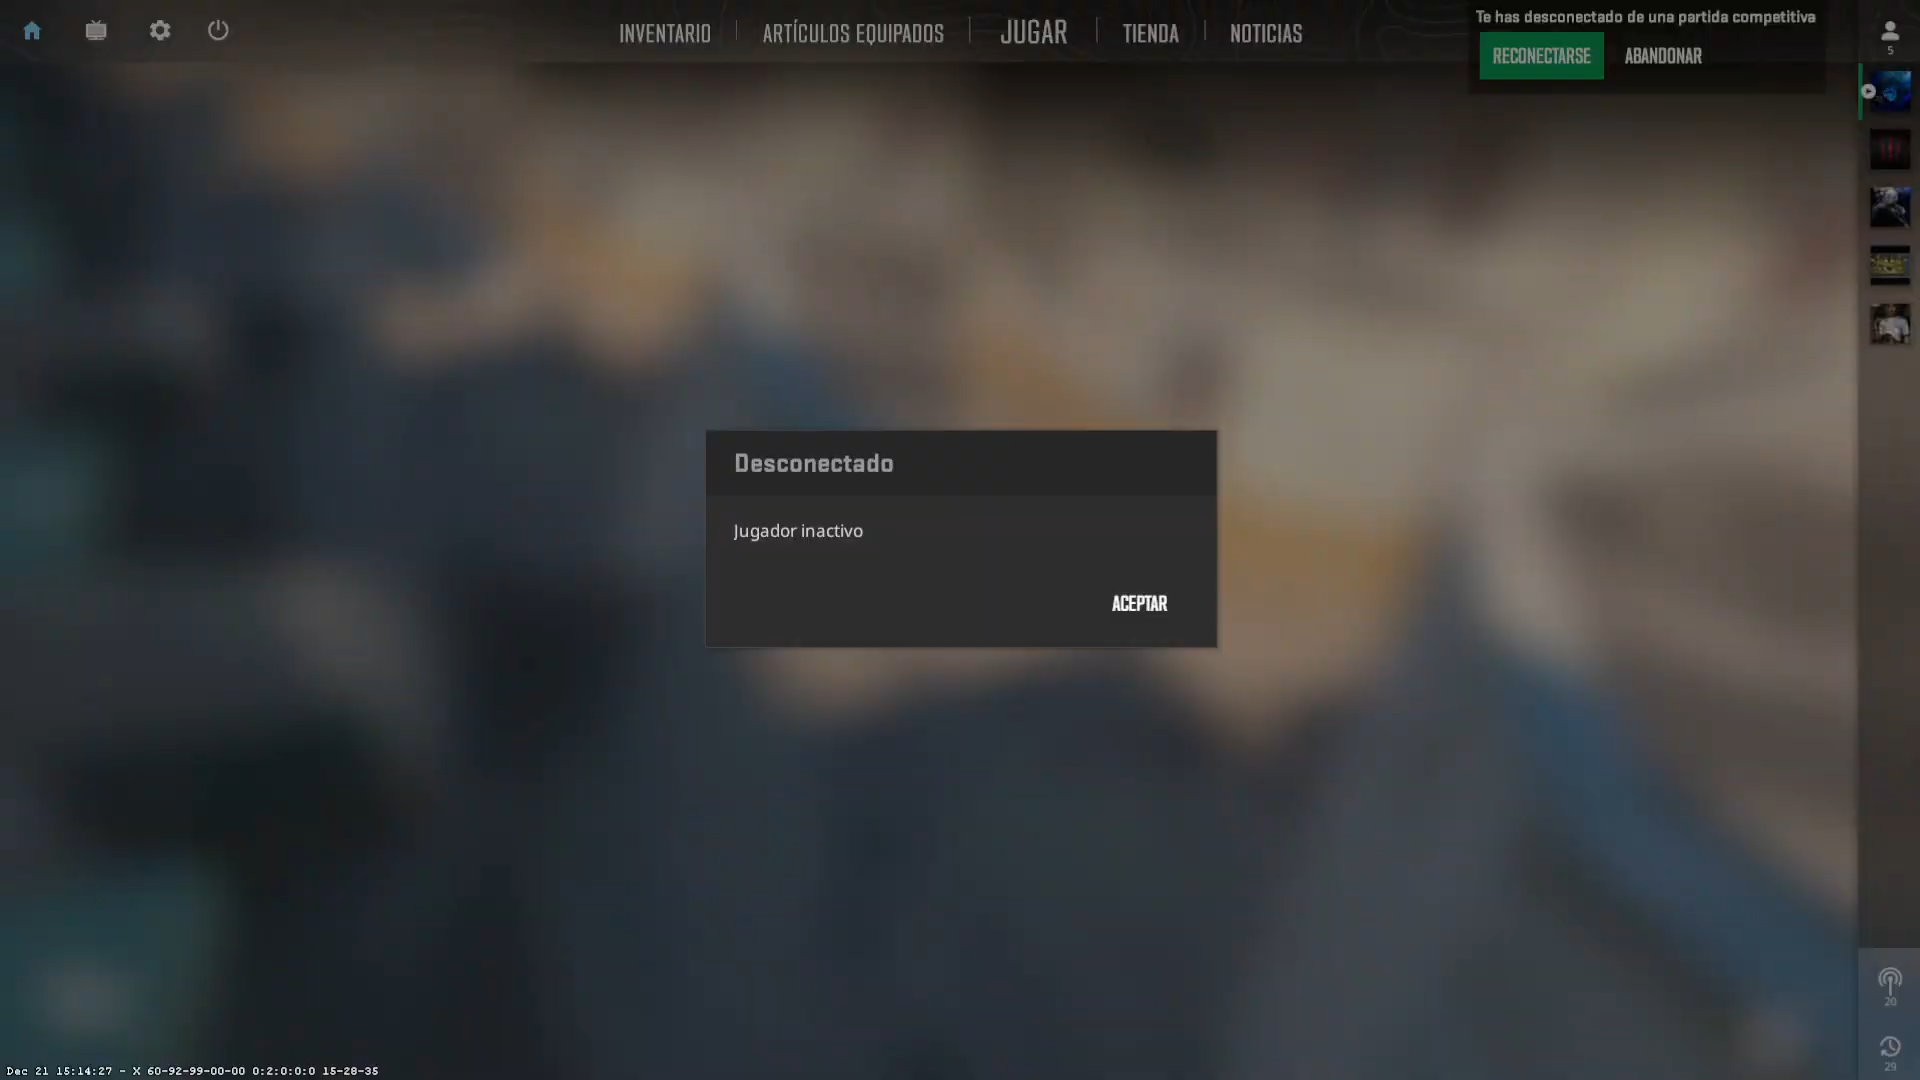 INVENTARIO
ARTÍCULOS EQUIPADOS
JUGAR
TIENDA
NOTICIAS
Te has desconectado de una partida competitiva
RECONECTARSE
ABANDONAR
5
Desconectado
Jugador inactivo
ACEPTAR
20
29
Dec 21 15:14:27 - X 60-92-99-00-00 0:2:0:0:0 15-28-35